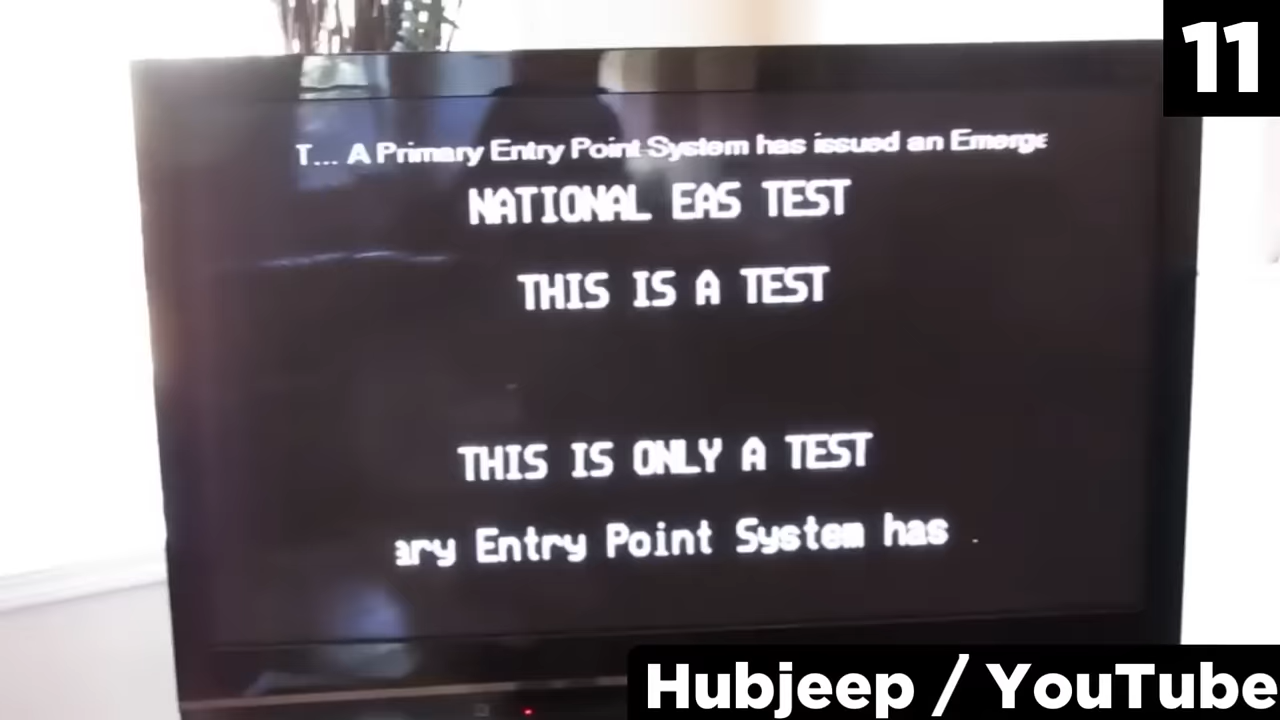 11
T... A Primary Entry Point System has issued an Emerge
NATIONAL EAS TEST
THIS IS A TEST
THIS IS ONLY A TEST
ary Entry Point System has
Hubjeep / YouTube